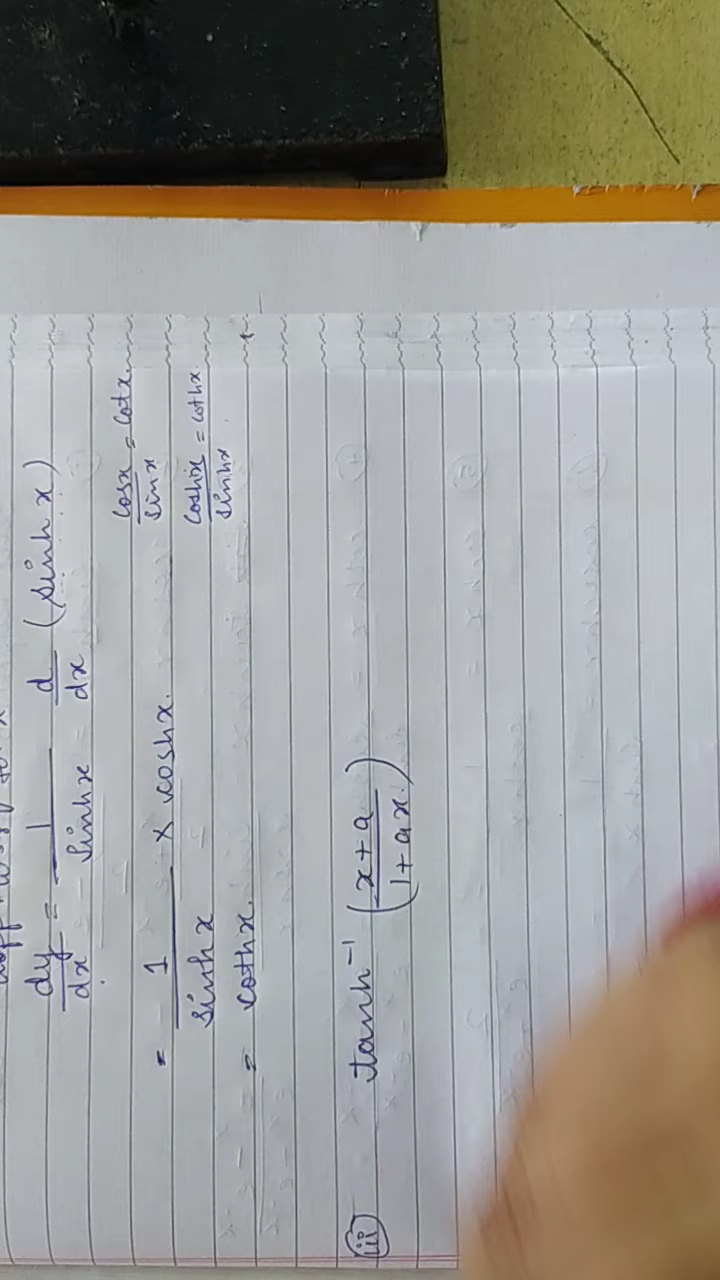 dy/dx = 1/sinhx d/dx (sinh x)
cosx/sinx = cotx.
= 1/sinh x × coshx.
coshx/sinhx = cothx
= cothx.
(iii) tanh⁻¹ (x+a/1+ax.)